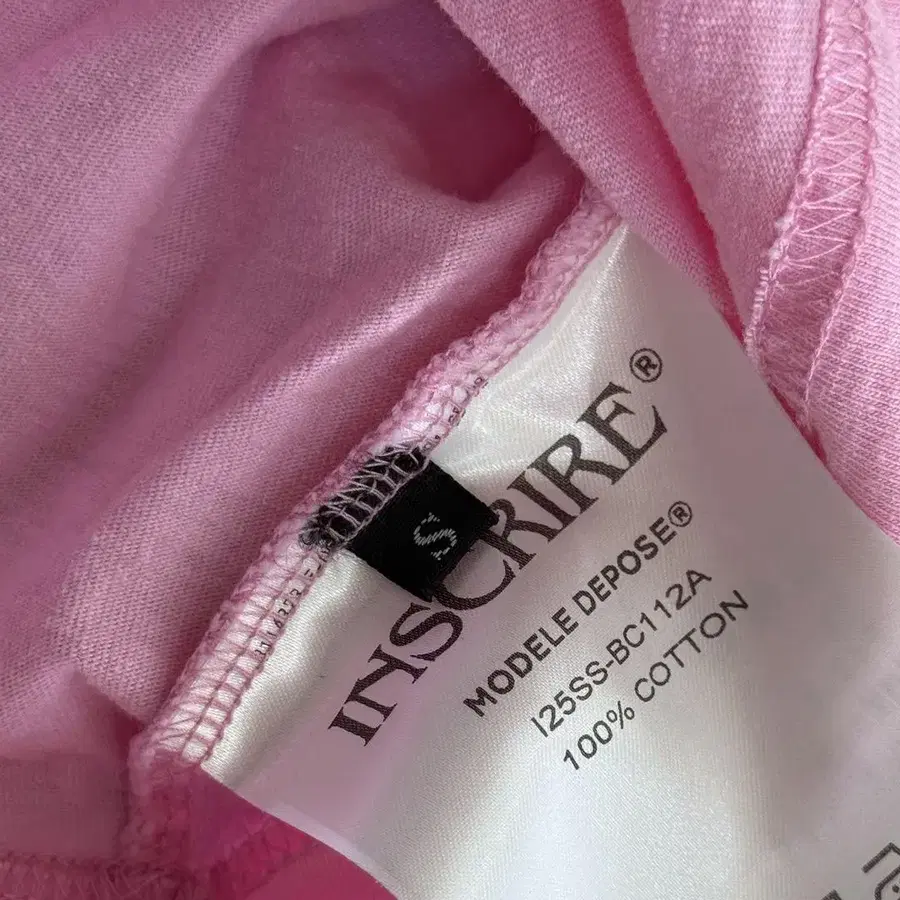 INSCRIRE®
S
MODELE DEPOSE®
I25SS-BC112A
100% COTTON